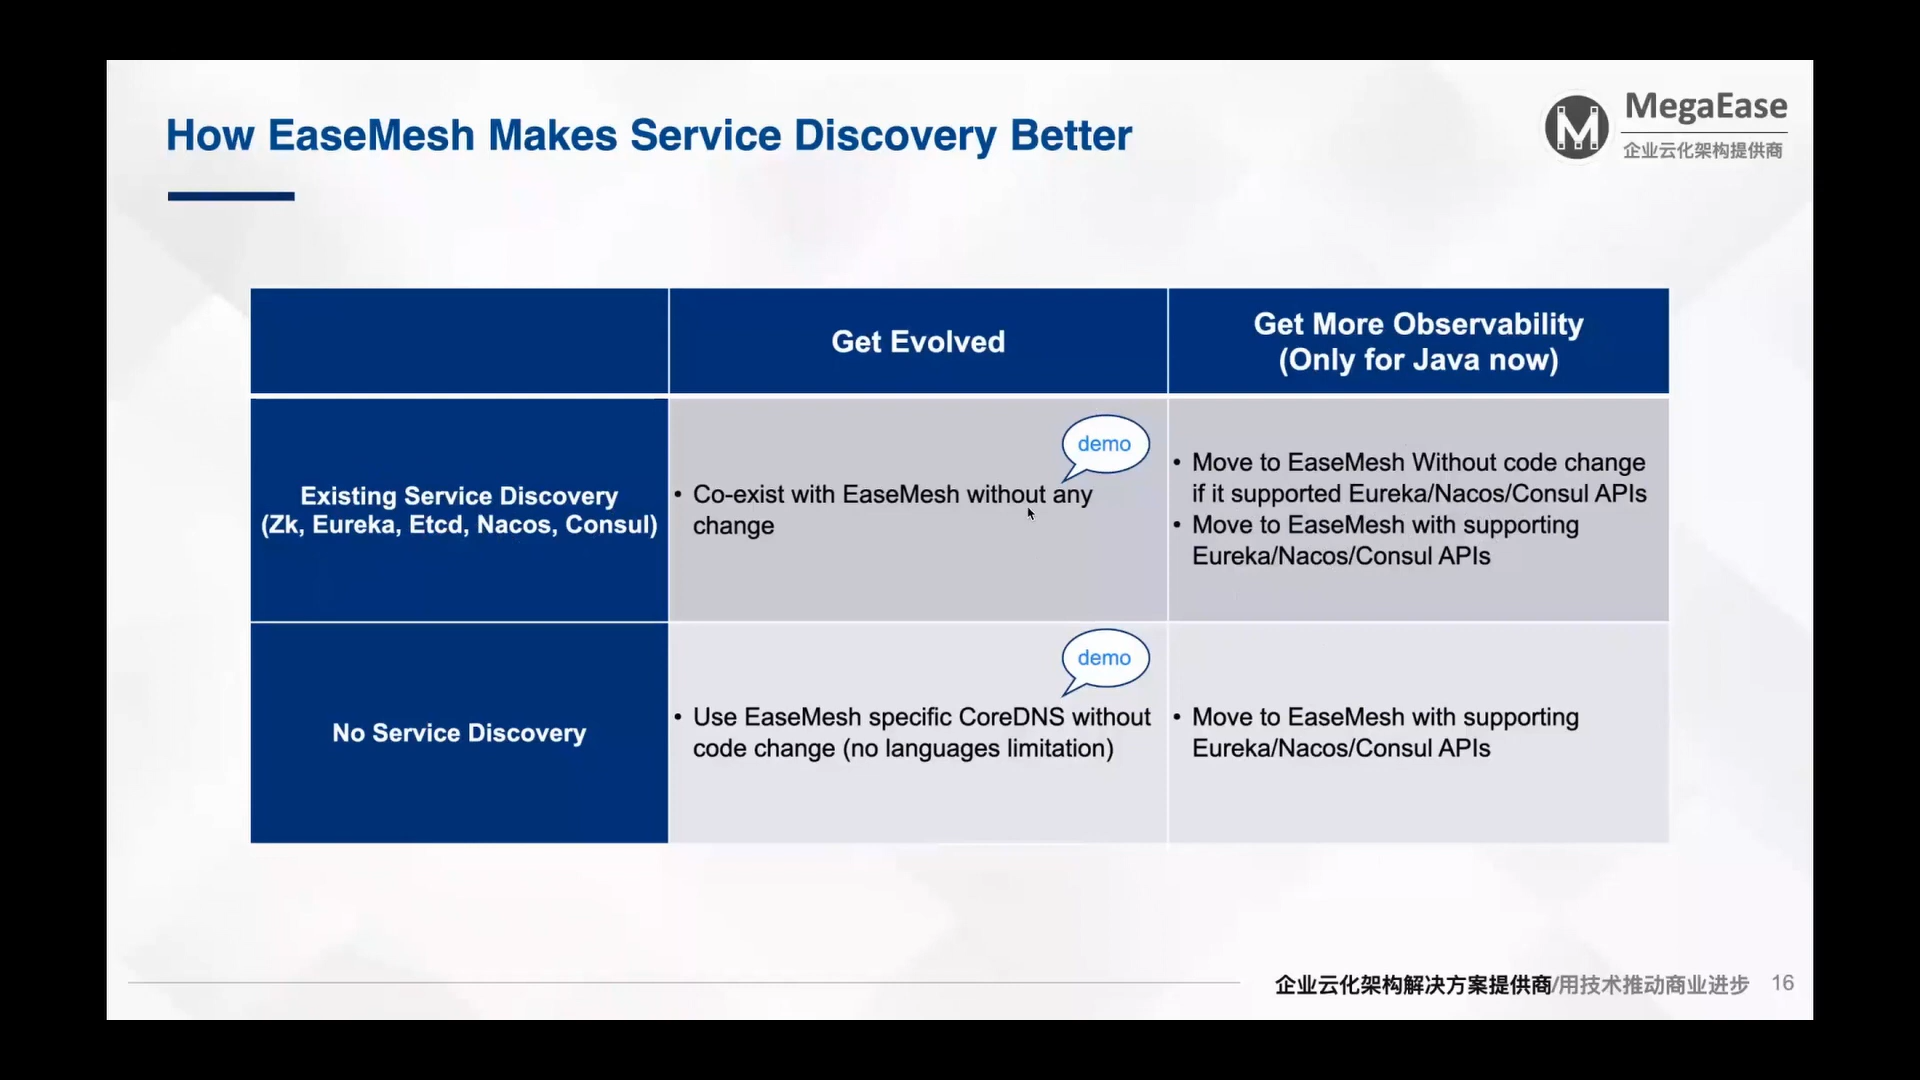 How EaseMesh Makes Service Discovery Better
MegaEase
企业云化架构提供商
Get Evolved
Get More Observability
(Only for Java now)
Existing Service Discovery
(Zk, Eureka, Etcd, Nacos, Consul)
demo
• Co-exist with EaseMesh without any
change
• Move to EaseMesh Without code change
if it supported Eureka/Nacos/Consul APIs
• Move to EaseMesh with supporting
Eureka/Nacos/Consul APIs
No Service Discovery
demo
• Use EaseMesh specific CoreDNS without
code change (no languages limitation)
• Move to EaseMesh with supporting
Eureka/Nacos/Consul APIs
企业云化架构解决方案提供商/用技术推动商业进步 16